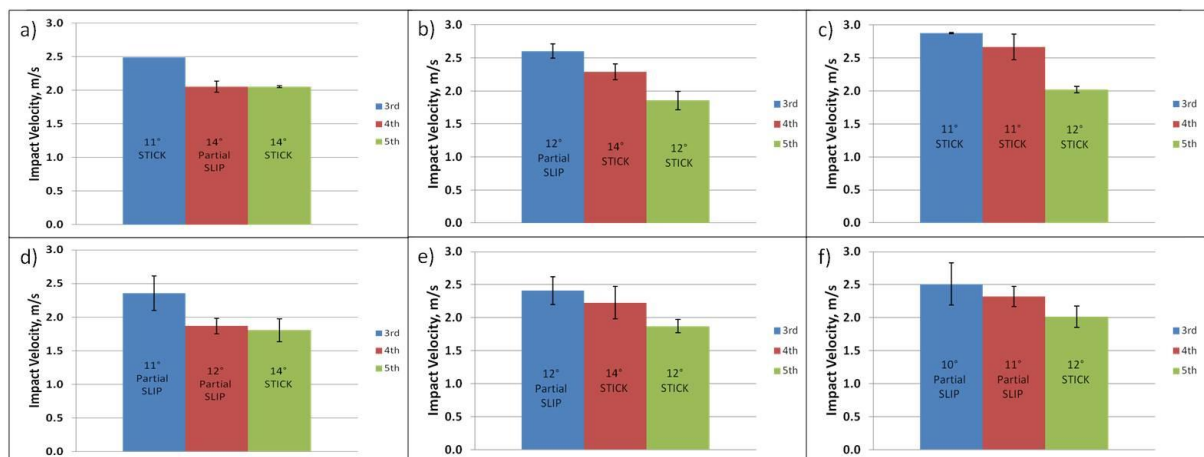 a)
Impact Velocity, m/s
3.0
2.5
2.0
1.5
1.0
0.5
0.0
11°
STICK
14°
Partial
SLIP
14°
STICK
3rd
4th
5th
b)
Impact Velocity, m/s
3.0
2.5
2.0
1.5
1.0
0.5
0.0
12°
Partial
SLIP
14°
STICK
12°
STICK
3rd
4th
5th
c)
Impact Velocity, m/s
3.0
2.5
2.0
1.5
1.0
0.5
0.0
11°
STICK
11°
STICK
12°
STICK
3rd
4th
5th
d)
Impact Velocity, m/s
3.0
2.5
2.0
1.5
1.0
0.5
0.0
11°
Partial
SLIP
12°
Partial
SLIP
14°
STICK
3rd
4th
5th
e)
Impact Velocity, m/s
3.0
2.5
2.0
1.5
1.0
0.5
0.0
12°
Partial
SLIP
14°
STICK
12°
STICK
3rd
4th
5th
f)
Impact Velocity, m/s
3.0
2.5
2.0
1.5
1.0
0.5
0.0
10°
Partial
SLIP
11°
Partial
SLIP
12°
STICK
3rd
4th
5th